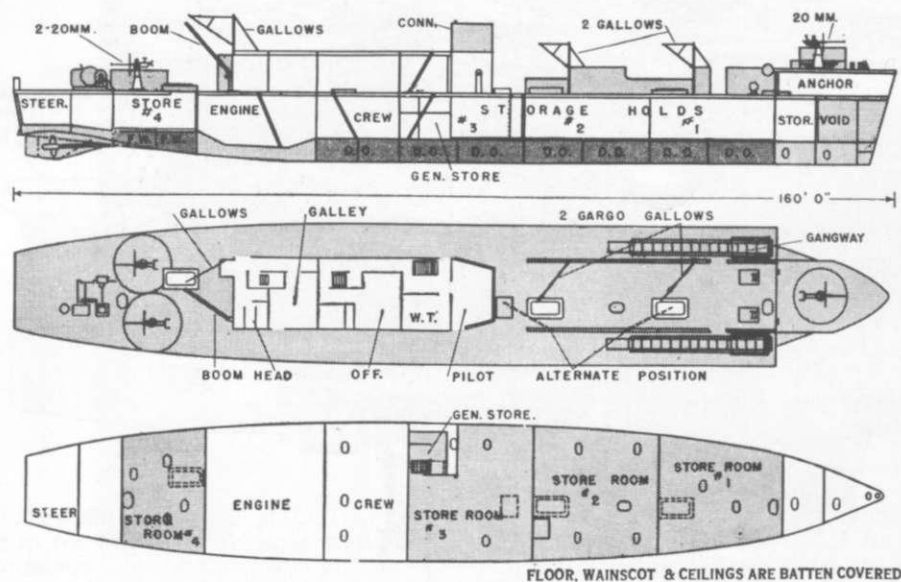 2-20MM. BOOM GALLOWS CONN. 2 GALLOWS 20 MM.
ANCHOR
STEER. STORE #4 ENGINE CREW #3 STORAGE #2 HOLDS #1 STOR. VOID
F.W. F.W. D.O. D.O. D.O. D.O. D.O. D.O. D.O. O O
GEN. STORE
160' 0"
GALLOWS GALLEY 2 GARGO GALLOWS
GANGWAY
W.T.
BOOM HEAD OFF. PILOT ALTERNATE POSITION
GEN. STORE.
STEER STORE ROOM #4 ENGINE CREW STORE ROOM #3 STORE ROOM #2 STORE ROOM #1
FLOOR, WAINSCOT & CEILINGS ARE BATTEN COVERED